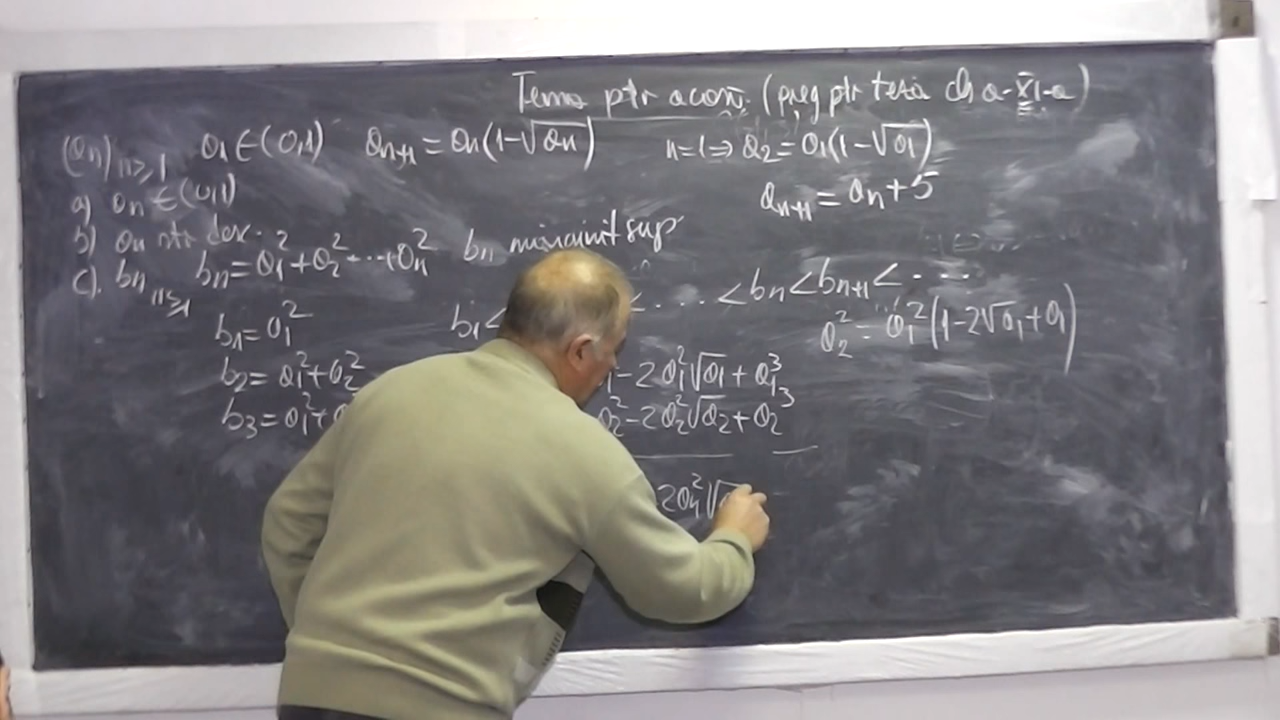 Tema ptr acasă. (preg ptr teză cls a-XI-a)
(an)n≥1 a1∈(0,1) an+1=an(1-√an) n=1⇒a2=a1(1-√a1)
a) an∈(0,1) an+1=an+5
b) an str desc.
c). bn n≥1 bn=a1²+a2²+...+an² bn sup
b1< <...<bn<bn+1<....
b1=a1² a2²=a1²(1-2√a1+a1)
b2=a1²+a2² -2a1²√a1+a1³
b3=a1²+a a2²-2a2²√a2+a2³
2an²√